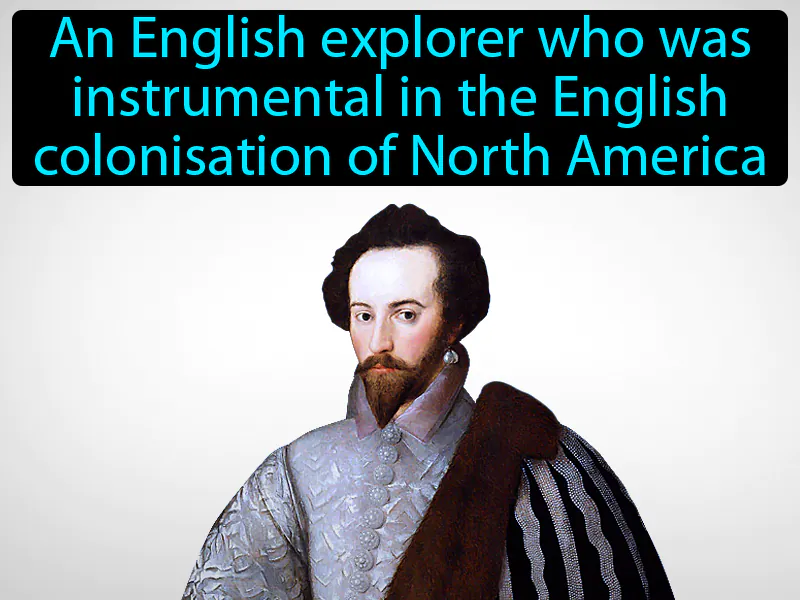 An English explorer who was
instrumental in the English
colonisation of North America